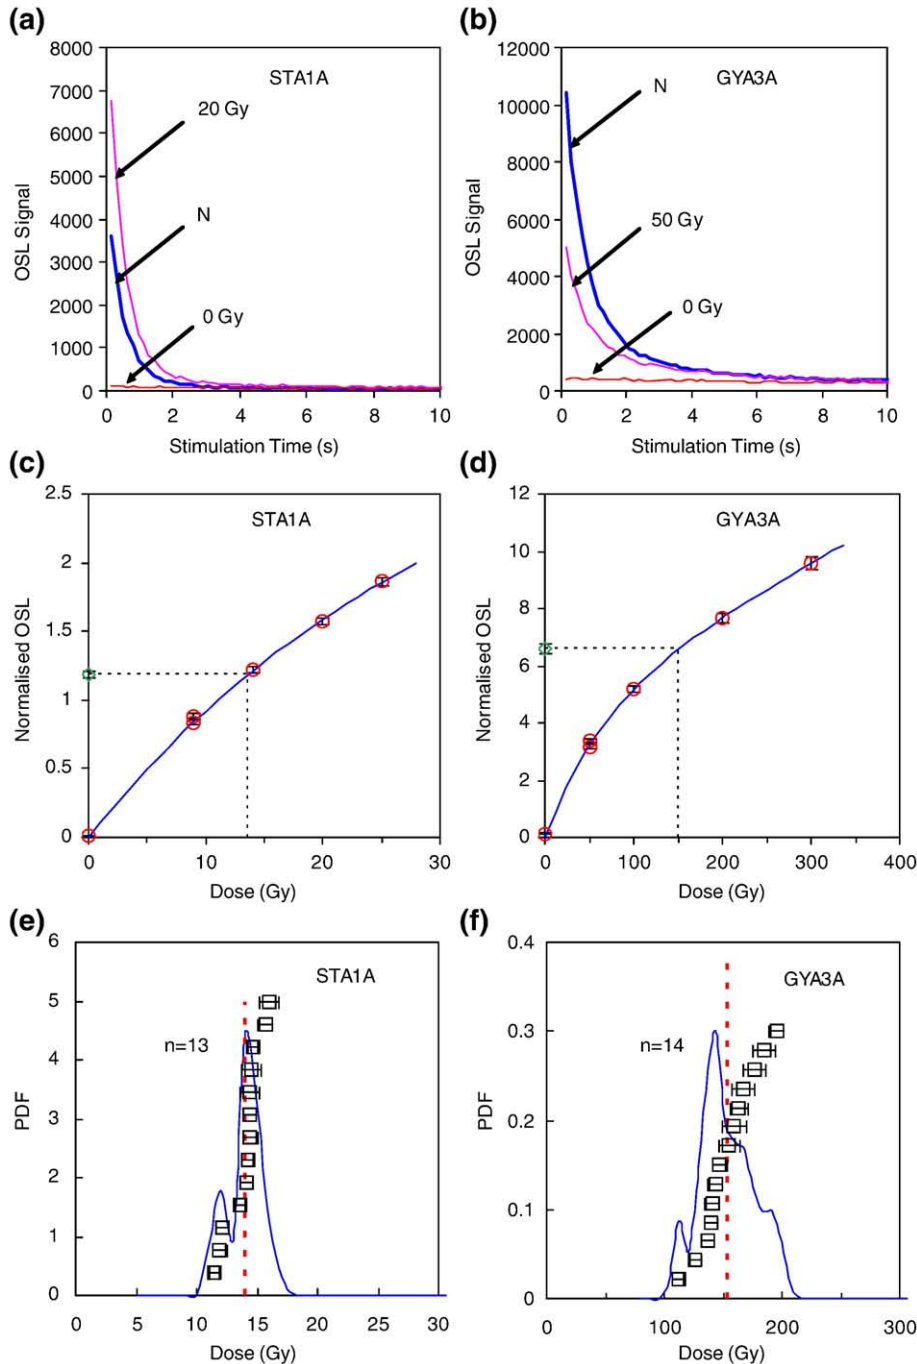 (a)
8000
7000
6000
5000
4000
3000
2000
1000
0
OSL Signal
STA1A
20 Gy
N
0 Gy
0 2 4 6 8 10
Stimulation Time (s)
(b)
12000
10000
8000
6000
4000
2000
0
OSL Signal
GYA3A
N
50 Gy
0 Gy
0 2 4 6 8 10
Stimulation Time (s)
(c)
2.5
2
1.5
1
0.5
0
Normalised OSL
STA1A
0 10 20 30
Dose (Gy)
(d)
12
10
8
6
4
2
0
Normalised OSL
GYA3A
0 100 200 300 400
Dose (Gy)
(e)
6
5
4
3
2
1
0
PDF
STA1A
n=13
0 5 10 15 20 25 30
Dose (Gy)
(f)
0.4
0.3
0.2
0.1
0
PDF
GYA3A
n=14
0 100 200 300
Dose (Gy)